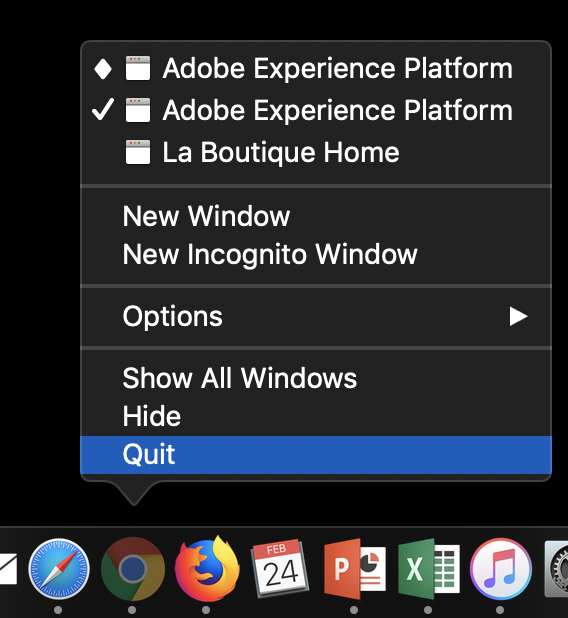 Adobe Experience Platform
Adobe Experience Platform
La Boutique Home
New Window
New Incognito Window
Options
Show All Windows
Hide
Quit
FEB
24
P
X